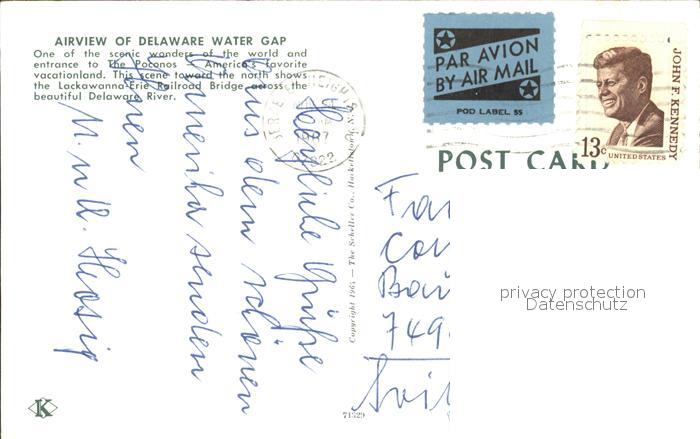 AIRVIEW OF DELAWARE WATER GAP
One of the scenic wonders of the world and
entrance to The Poconos — America's favorite
vacationland. This scene toward the north shows
the Lackawanna-Erie Railroad Bridge across the
beautiful Delaware River.
Herzliche Grüße
aus dem schönen
Amerika senden
Ihnen
M. u. H.
Copyright 1965 — The Scheller Co., Hackettstown, N.J.
K
71329
PAR AVION
BY AIR MAIL
POD LABEL 55
JOHN F. KENNEDY
13c
UNITED STATES
POST CARD
Fa
Co
749
privacy protection
Datenschutz